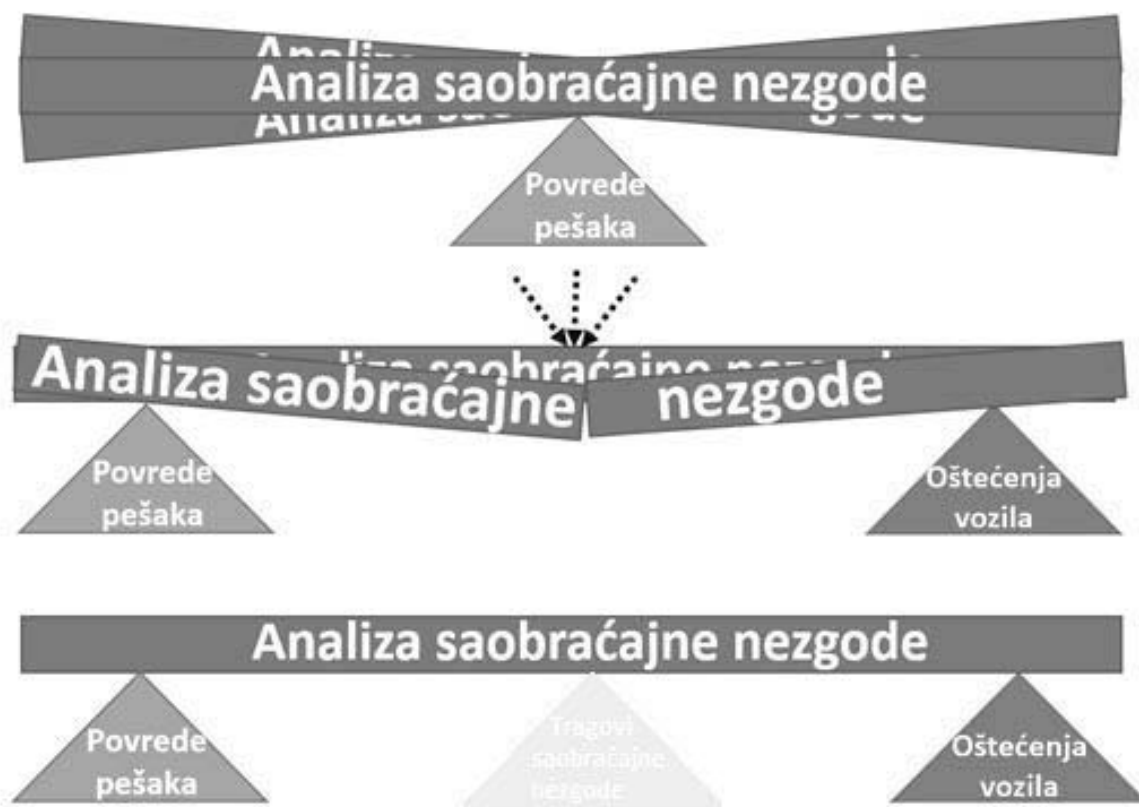 Analiza saobraćajne nezgode
Povrede
pešaka
Analiza saobraćajne nezgode
Povrede
pešaka
Oštećenja
vozila
Analiza saobraćajne nezgode
Povrede
pešaka
Tragovi
saobraćajne
nezgode
Oštećenja
vozila